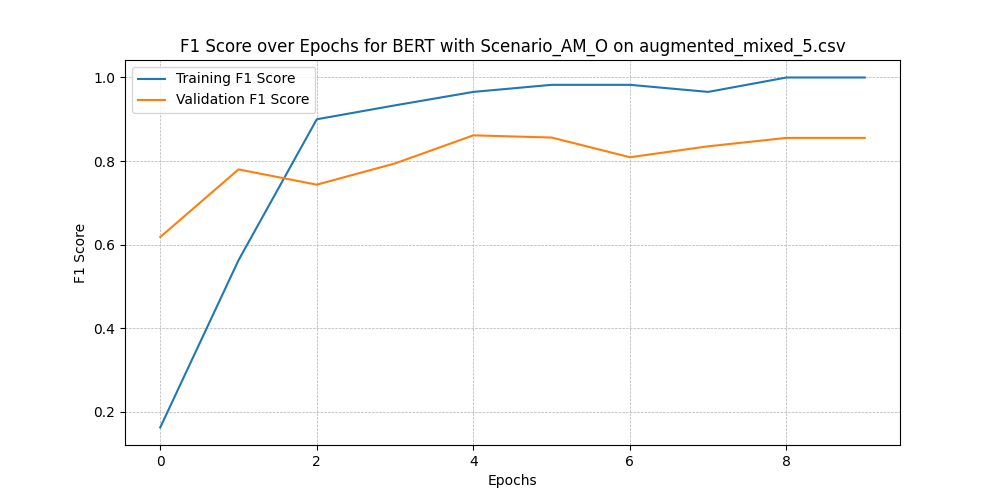 F1 Score over Epochs for BERT with Scenario_AM_O on augmented_mixed_5.csv
Training F1 Score
Validation F1 Score
1.0
0.8
0.6
0.4
0.2
F1 Score
0 2 4 6 8
Epochs